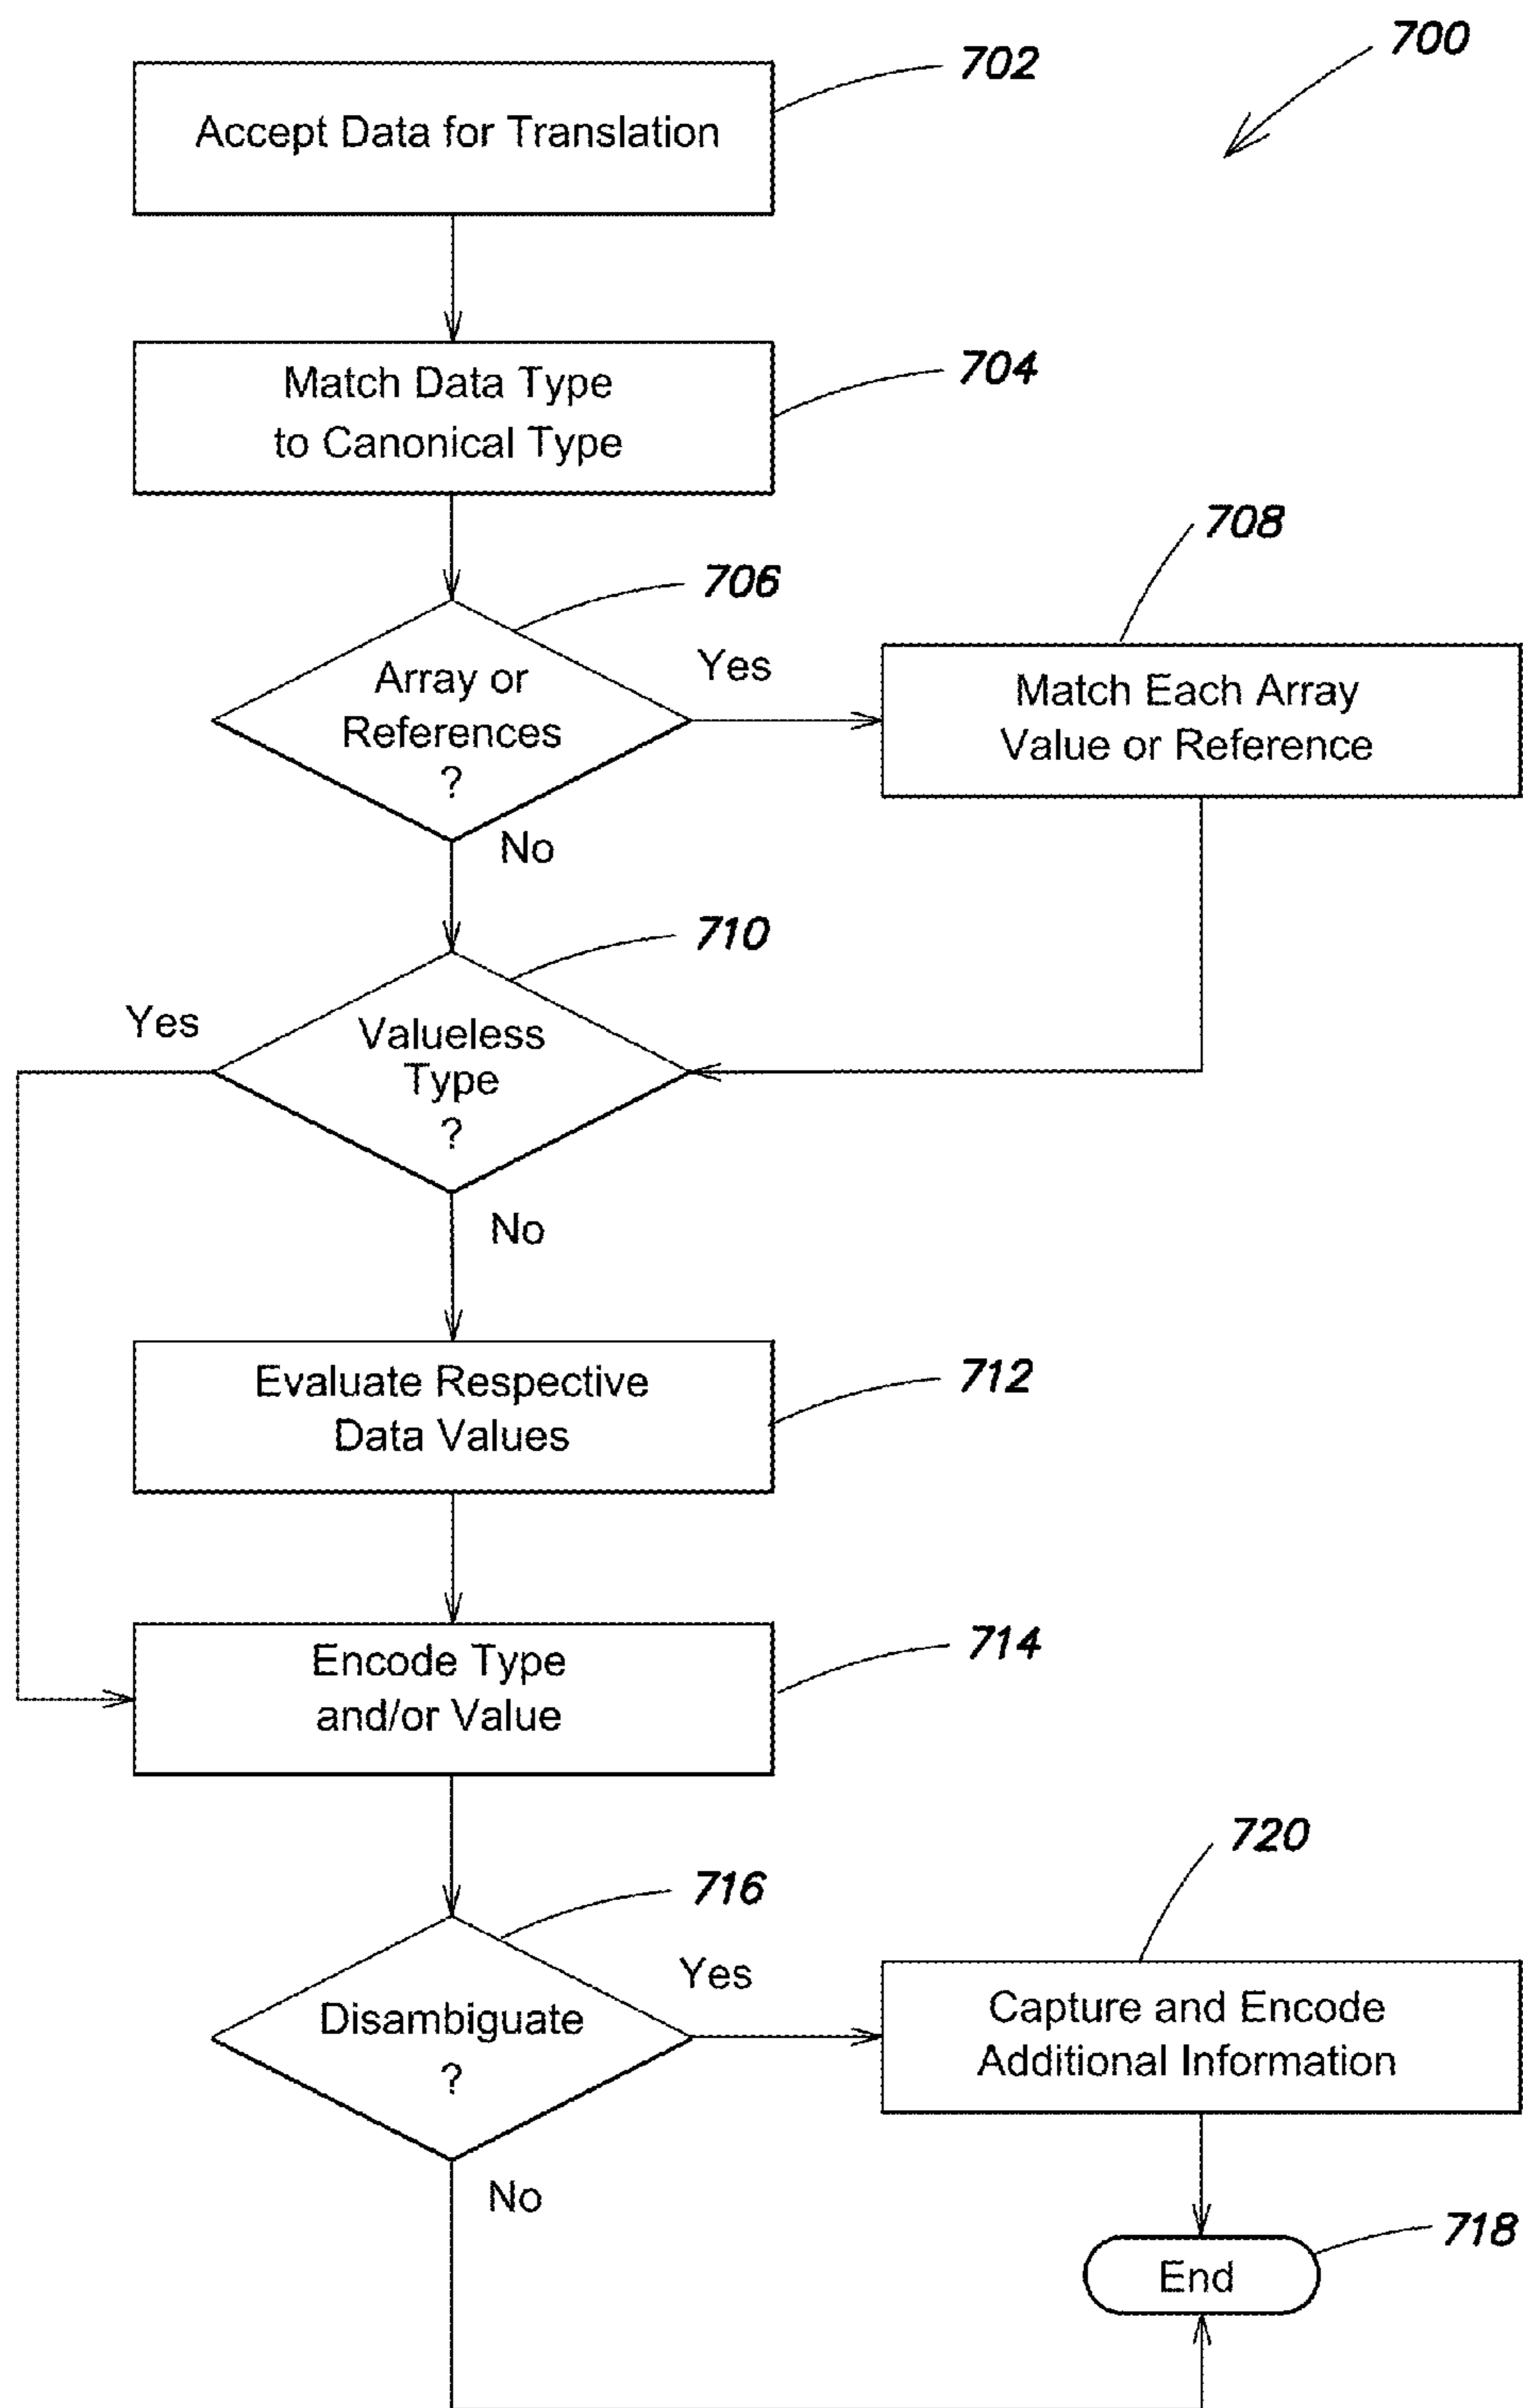 700
702
Accept Data for Translation
704
Match Data Type
to Canonical Type
708
706
Yes
Array or
References
?
Match Each Array
Value or Reference
No
710
Yes
Valueless
Type
?
No
712
Evaluate Respective
Data Values
714
Encode Type
and/or Value
720
716
Yes
Disambiguate
?
Capture and Encode
Additional Information
No
718
End